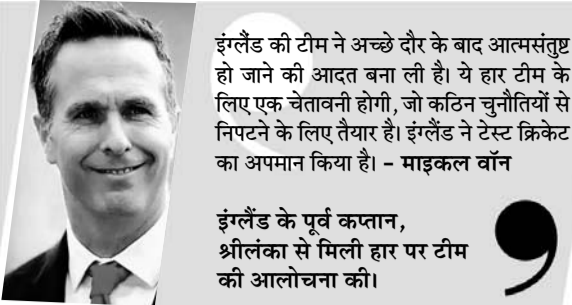 इंग्लैंड की टीम ने अच्छे दौर के बाद आत्मसंतुष्ट
हो जाने की आदत बना ली है। ये हार टीम के
लिए एक चेतावनी होगी, जो कठिन चुनौतियों से
निपटने के लिए तैयार है। इंग्लैंड ने टेस्ट क्रिकेट
का अपमान किया है। - माइकल वॉन
इंग्लैंड के पूर्व कप्तान,
श्रीलंका से मिली हार पर टीम
की आलोचना की।